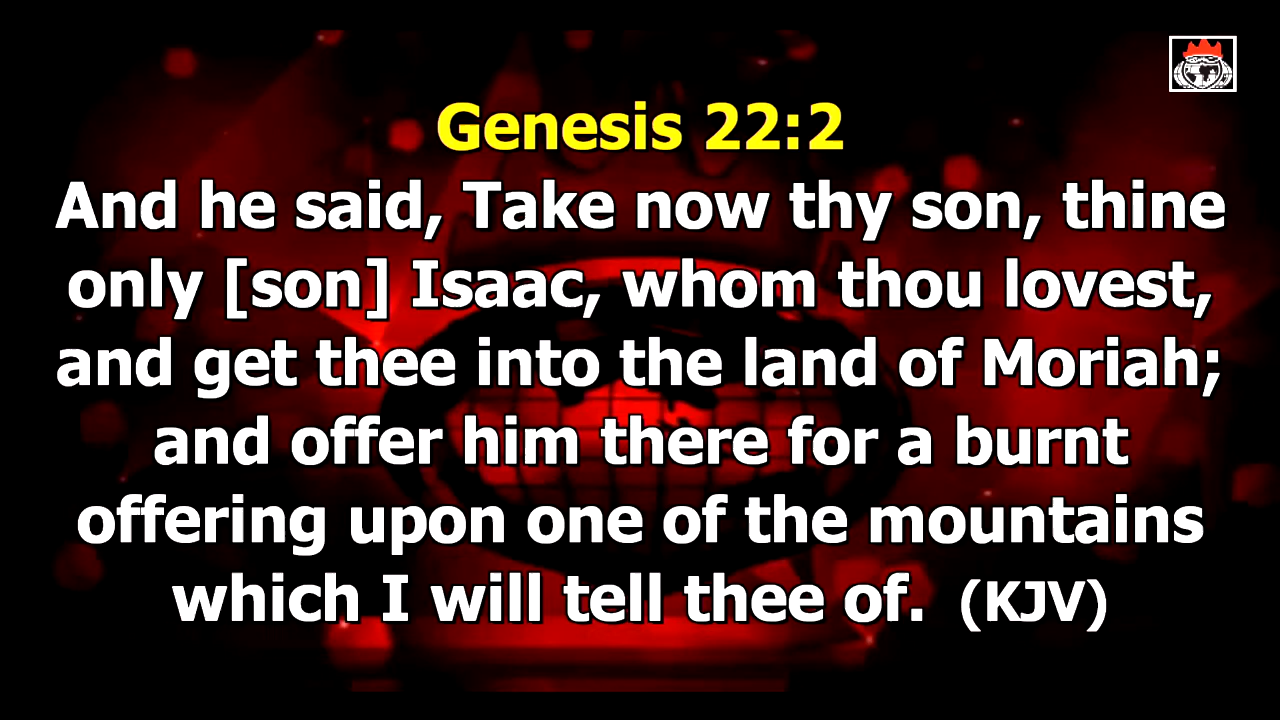 Genesis 22:2
And he said, Take now thy son, thine
only [son] Isaac, whom thou lovest,
and get thee into the land of Moriah;
and offer him there for a burnt
offering upon one of the mountains
which I will tell thee of. (KJV)